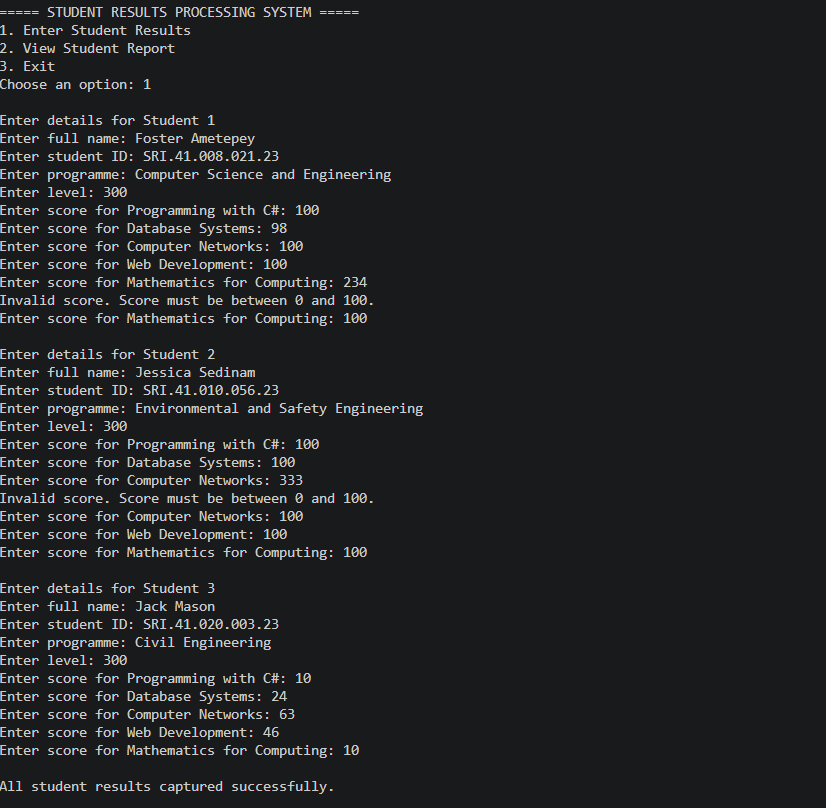 ===== STUDENT RESULTS PROCESSING SYSTEM =====
1. Enter Student Results
2. View Student Report
3. Exit
Choose an option: 1
Enter details for Student 1
Enter full name: Foster Ametepey
Enter student ID: SRI.41.008.021.23
Enter programme: Computer Science and Engineering
Enter level: 300
Enter score for Programming with C#: 100
Enter score for Database Systems: 98
Enter score for Computer Networks: 100
Enter score for Web Development: 100
Enter score for Mathematics for Computing: 234
Invalid score. Score must be between 0 and 100.
Enter score for Mathematics for Computing: 100
Enter details for Student 2
Enter full name: Jessica Sedinam
Enter student ID: SRI.41.010.056.23
Enter programme: Environmental and Safety Engineering
Enter level: 300
Enter score for Programming with C#: 100
Enter score for Database Systems: 100
Enter score for Computer Networks: 333
Invalid score. Score must be between 0 and 100.
Enter score for Computer Networks: 100
Enter score for Web Development: 100
Enter score for Mathematics for Computing: 100
Enter details for Student 3
Enter full name: Jack Mason
Enter student ID: SRI.41.020.003.23
Enter programme: Civil Engineering
Enter level: 300
Enter score for Programming with C#: 10
Enter score for Database Systems: 24
Enter score for Computer Networks: 63
Enter score for Web Development: 46
Enter score for Mathematics for Computing: 10
All student results captured successfully.